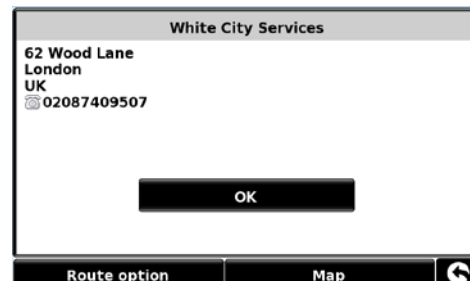 White City Services
62 Wood Lane
London
UK
☏02087409507
OK
Route option
Map